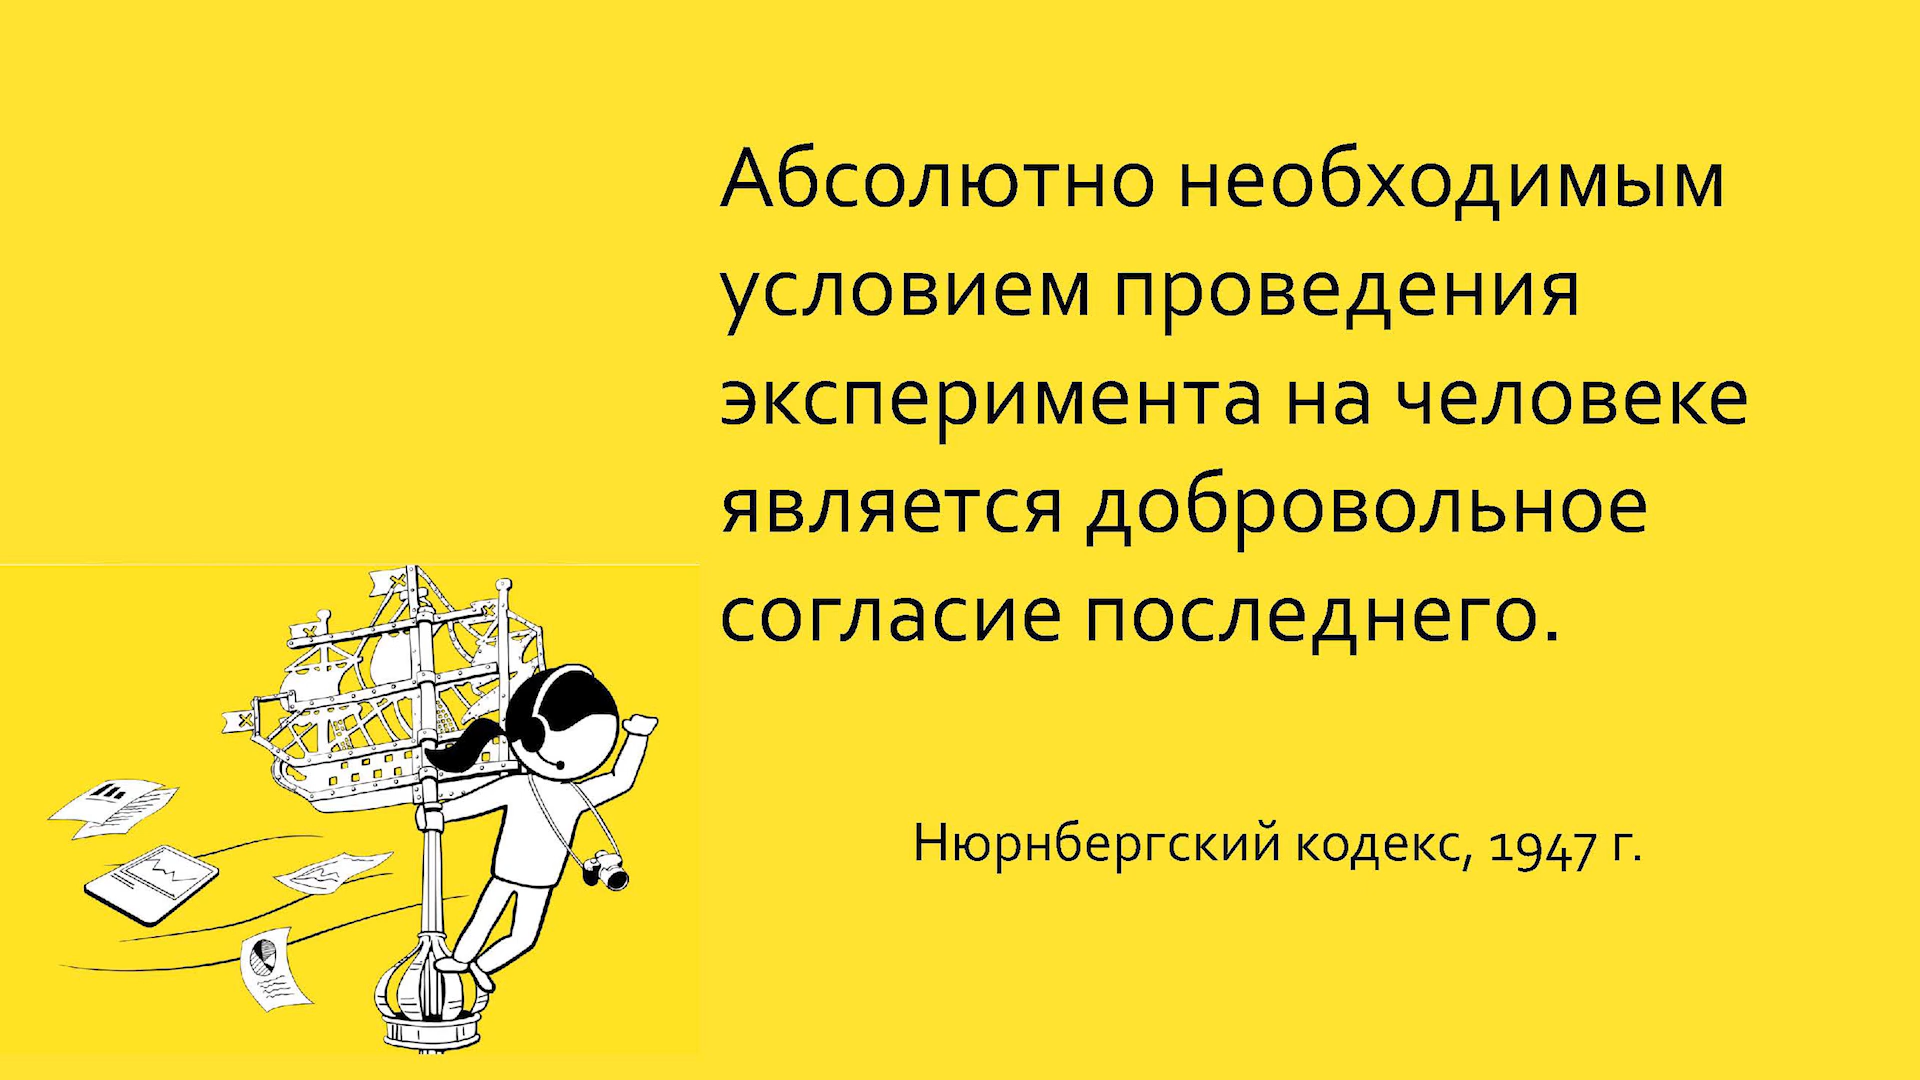 Абсолютно необходимым
условием проведения
эксперимента на человеке
является добровольное
согласие последнего.
Нюрнбергский кодекс, 1947 г.